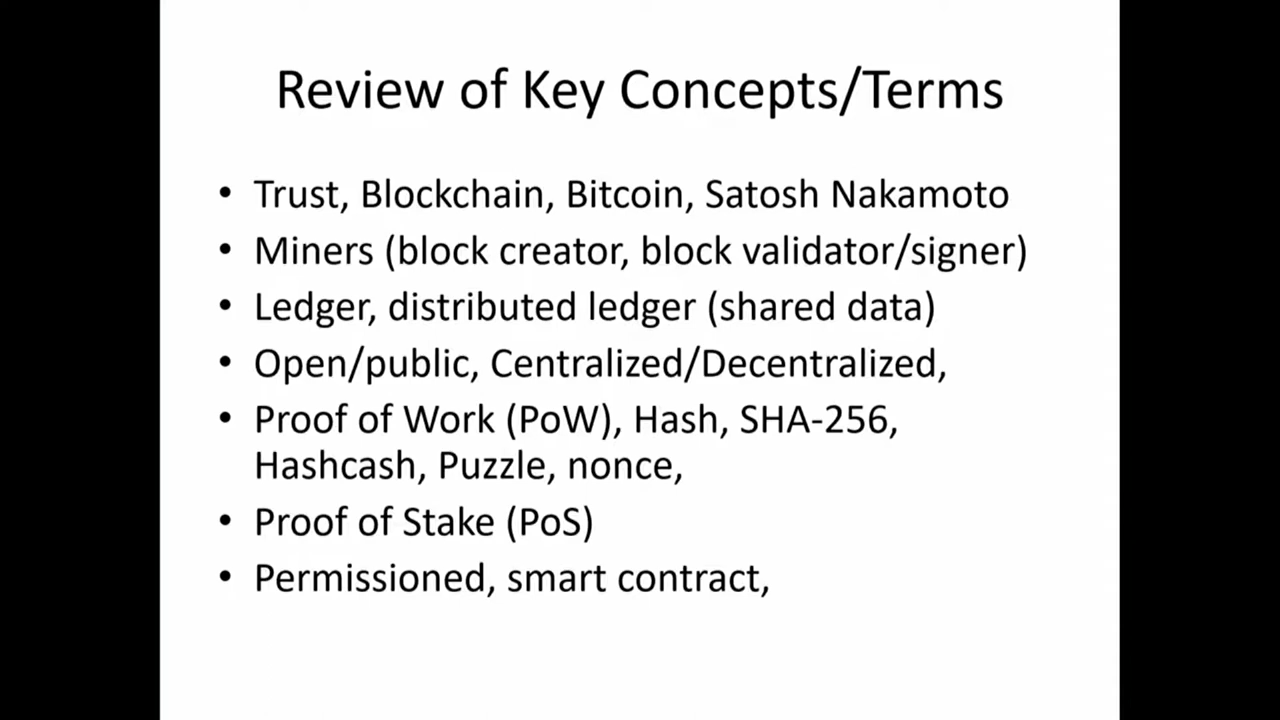 Review of Key Concepts/Terms
• Trust, Blockchain, Bitcoin, Satosh Nakamoto
• Miners (block creator, block validator/signer)
• Ledger, distributed ledger (shared data)
• Open/public, Centralized/Decentralized,
• Proof of Work (PoW), Hash, SHA-256,
Hashcash, Puzzle, nonce,
• Proof of Stake (PoS)
• Permissioned, smart contract,